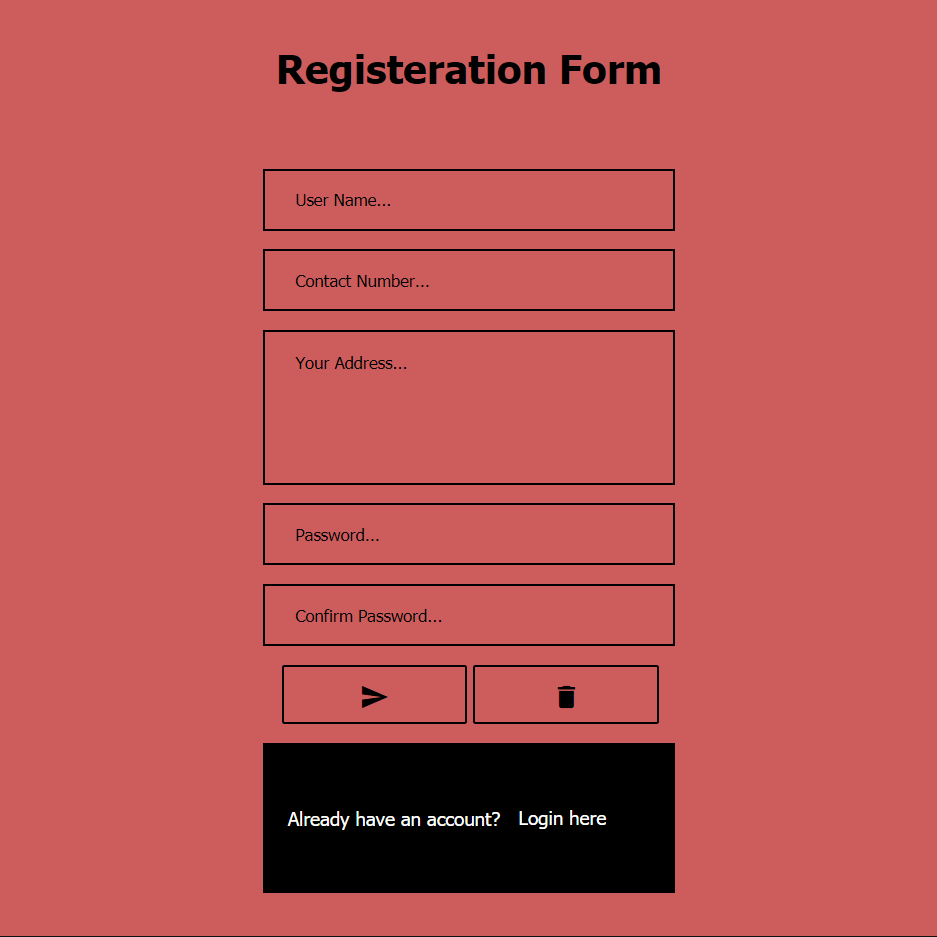 Registeration Form
User Name...
Contact Number...
Your Address...
Password...
Confirm Password...
Already have an account? Login here